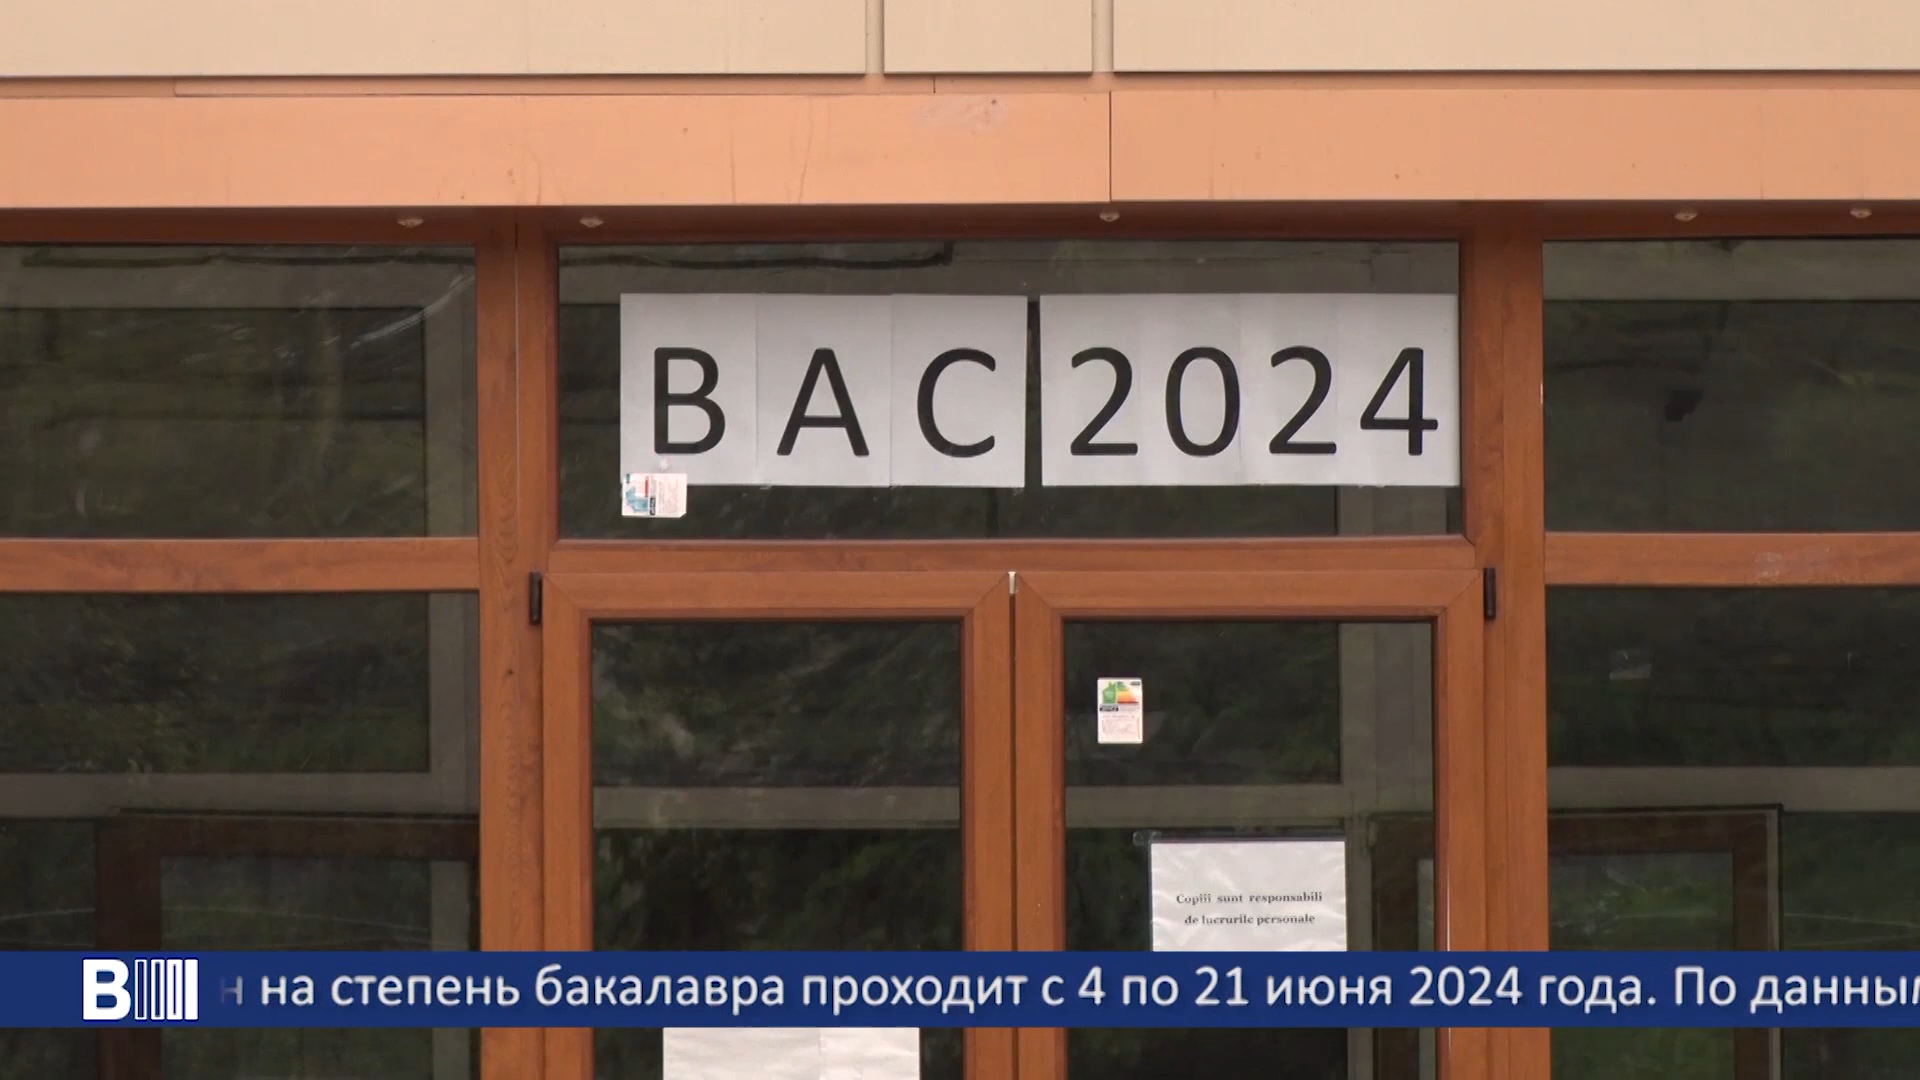 BAC 2024
Copiii sunt responsabili
de lucrurile personale
B
н на степень бакалавра проходит с 4 по 21 июня 2024 года. По данным